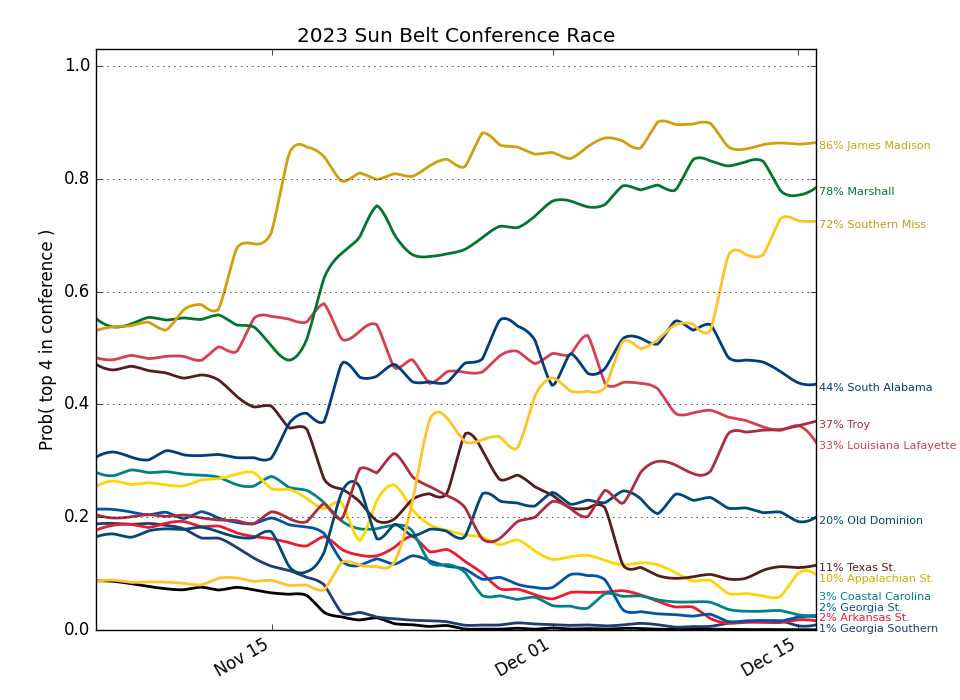 2023 Sun Belt Conference Race
Prob( top 4 in conference )
1.0
0.8
0.6
0.4
0.2
0.0
Nov 15
Dec 01
Dec 15
86% James Madison
78% Marshall
72% Southern Miss
44% South Alabama
37% Troy
33% Louisiana Lafayette
20% Old Dominion
11% Texas St.
10% Appalachian St.
3% Coastal Carolina
2% Georgia St.
2% Arkansas St.
1% Georgia Southern